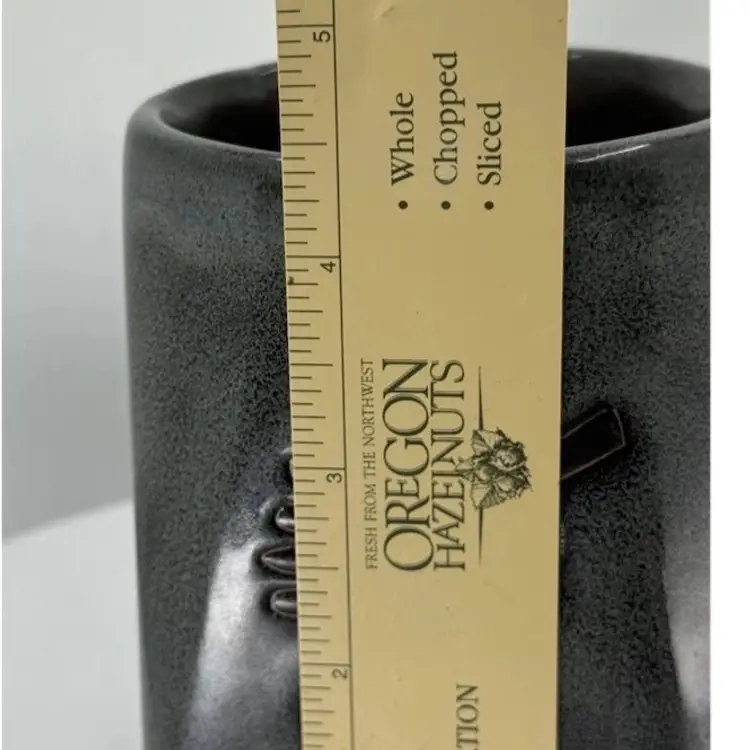 5
4
3
2
• Whole
• Chopped
• Sliced
FRESH FROM THE NORTHWEST
OREGON
HAZELNUTS